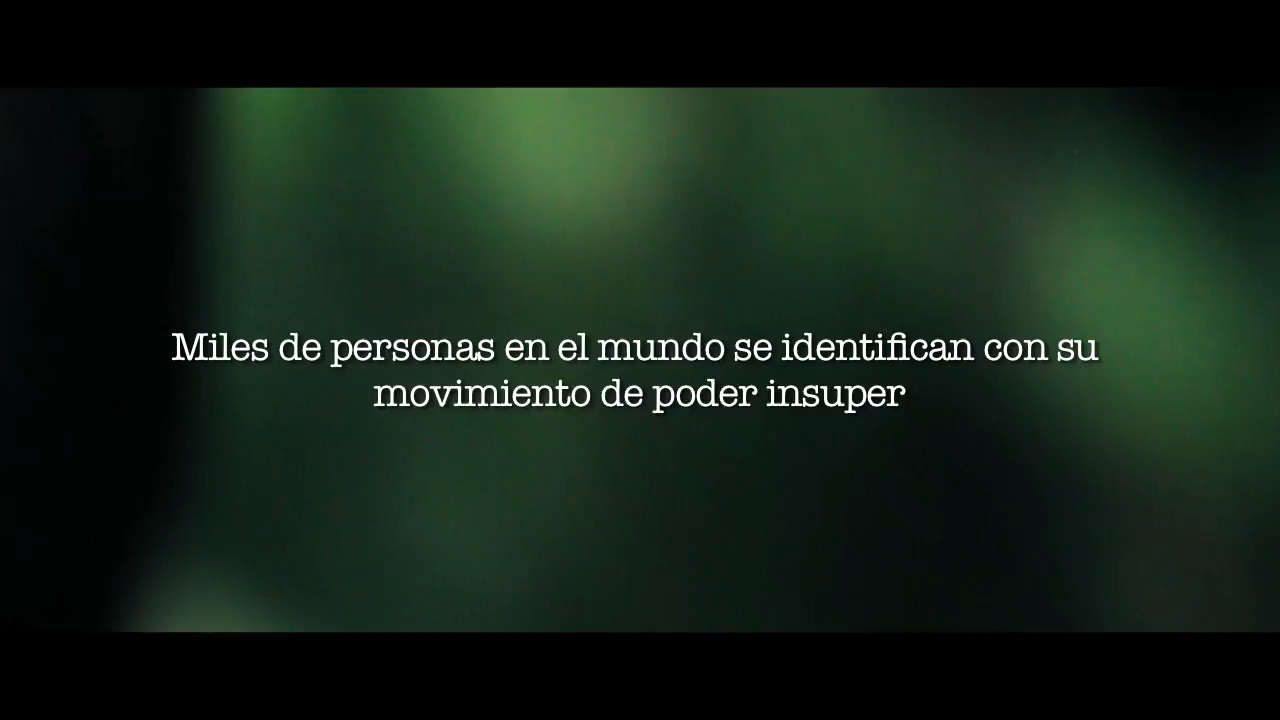 Miles de personas en el mundo se identifican con su
movimiento de poder insuper